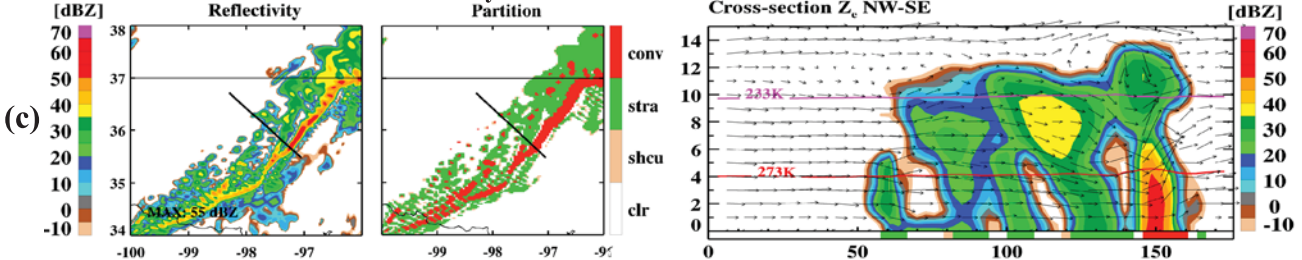 (c)
[dBZ]
Reflectivity
70
60
50
40
30
20
10
0
-10
38
37
36
35
34
MAX: 55 dBZ
-100 -99 -98 -97
Partition
-99 -98 -97 -95
conv
stra
shcu
clr
Cross-section Ze NW-SE
[dBZ]
14
12
10
8
6
4
2
0
233K
273K
0 50 100 150
70
60
50
40
30
20
10
0
-10